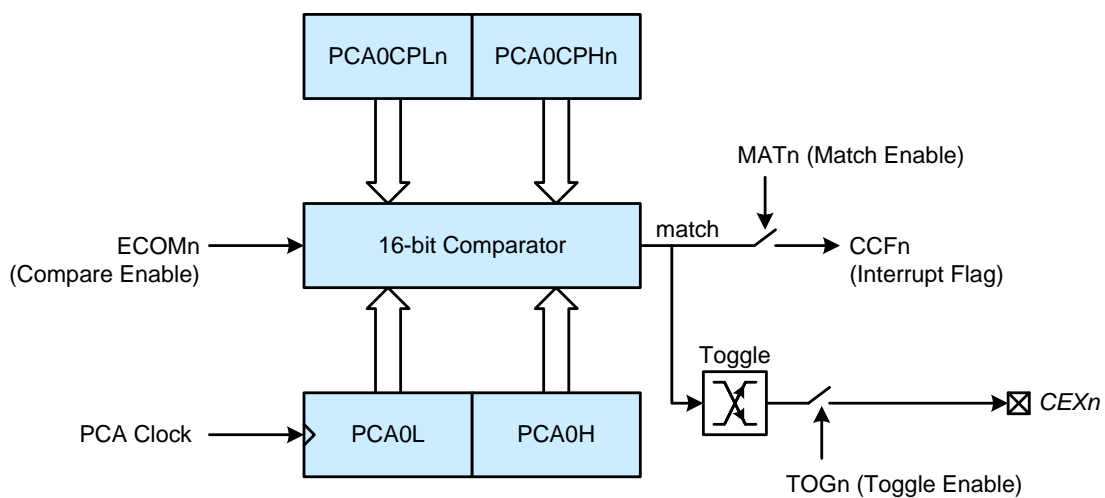 PCA0CPLn
PCA0CPHn
MATn (Match Enable)
ECOMn
(Compare Enable)
16-bit Comparator
match
CCFn
(Interrupt Flag)
Toggle
CEXn
PCA Clock
PCA0L
PCA0H
TOGn (Toggle Enable)